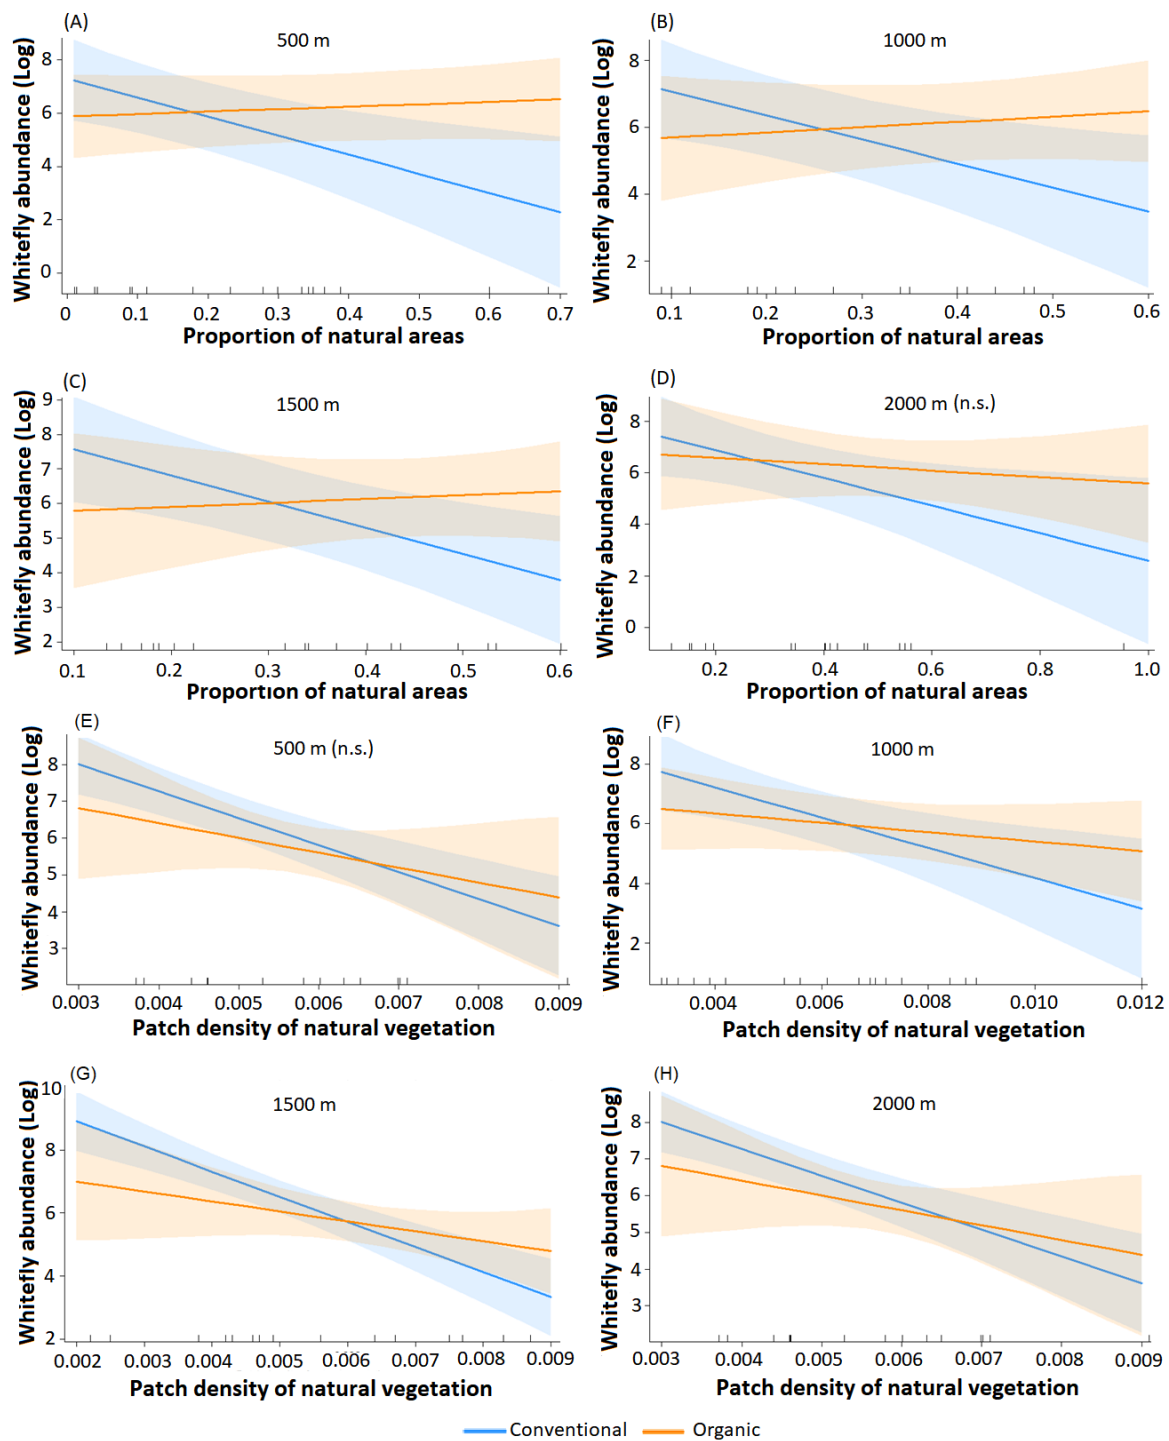 (A)
500 m
Whitefly abundance (Log)
8
6
4
2
0
0 0.1 0.2 0.3 0.4 0.5 0.6 0.7
Proportion of natural areas
(B)
1000 m
Whitefly abundance (Log)
8
6
4
2
0.1 0.2 0.3 0.4 0.5 0.6
Proportion of natural areas
(C)
1500 m
Whitefly abundance (Log)
9
8
7
6
5
4
3
2
0.1 0.2 0.3 0.4 0.5 0.6
Proportion of natural areas
(D)
2000 m (n.s.)
Whitefly abundance (Log)
8
6
4
2
0
0.2 0.4 0.6 0.8 1.0
Proportion of natural areas
(E)
500 m (n.s.)
Whitefly abundance (Log)
8
7
6
5
4
3
0.003 0.004 0.005 0.006 0.007 0.008 0.009
Patch density of natural vegetation
(F)
1000 m
Whitefly abundance (Log)
8
6
4
2
0.004 0.006 0.008 0.010 0.012
Patch density of natural vegetation
(G)
1500 m
Whitefly abundance (Log)
10
8
6
4
2
0.002 0.003 0.004 0.005 0.006 0.007 0.008 0.009
Patch density of natural vegetation
(H)
2000 m
Whitefly abundance (Log)
8
7
6
5
4
3
0.003 0.004 0.005 0.006 0.007 0.008 0.009
Patch density of natural vegetation
Conventional Organic